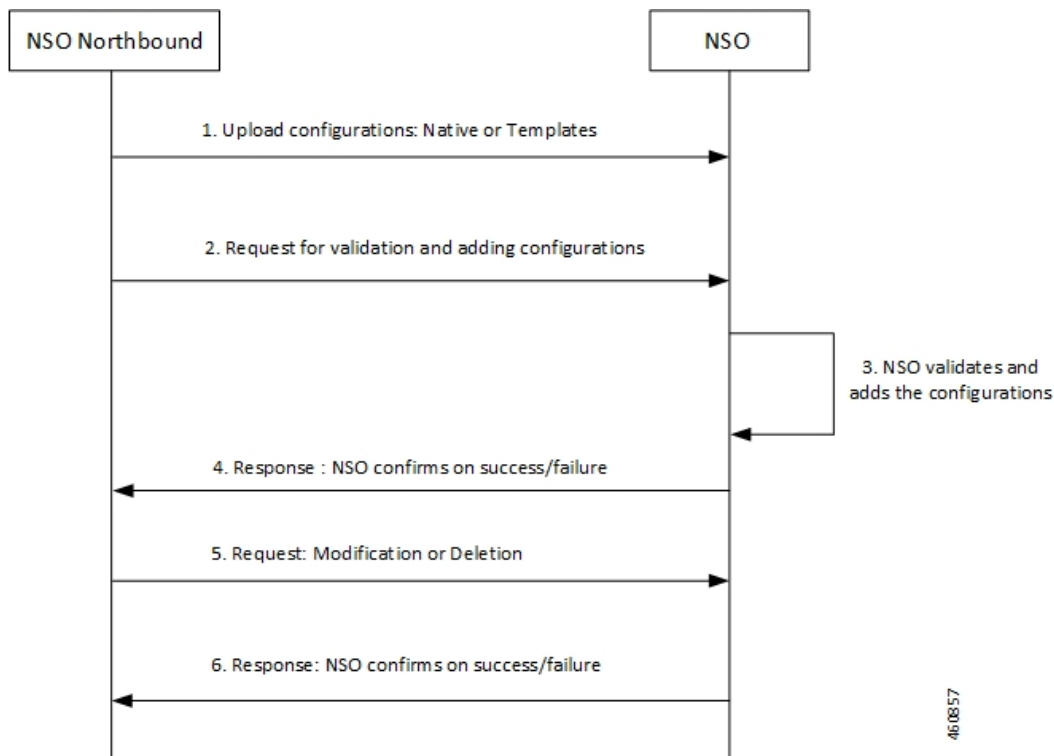 NSO Northbound
NSO
1. Upload configurations: Native or Templates
2. Request for validation and adding configurations
3. NSO validates and
adds the configurations
4. Response : NSO confirms on success/failure
5. Request: Modification or Deletion
6. Response: NSO confirms on success/failure
460857